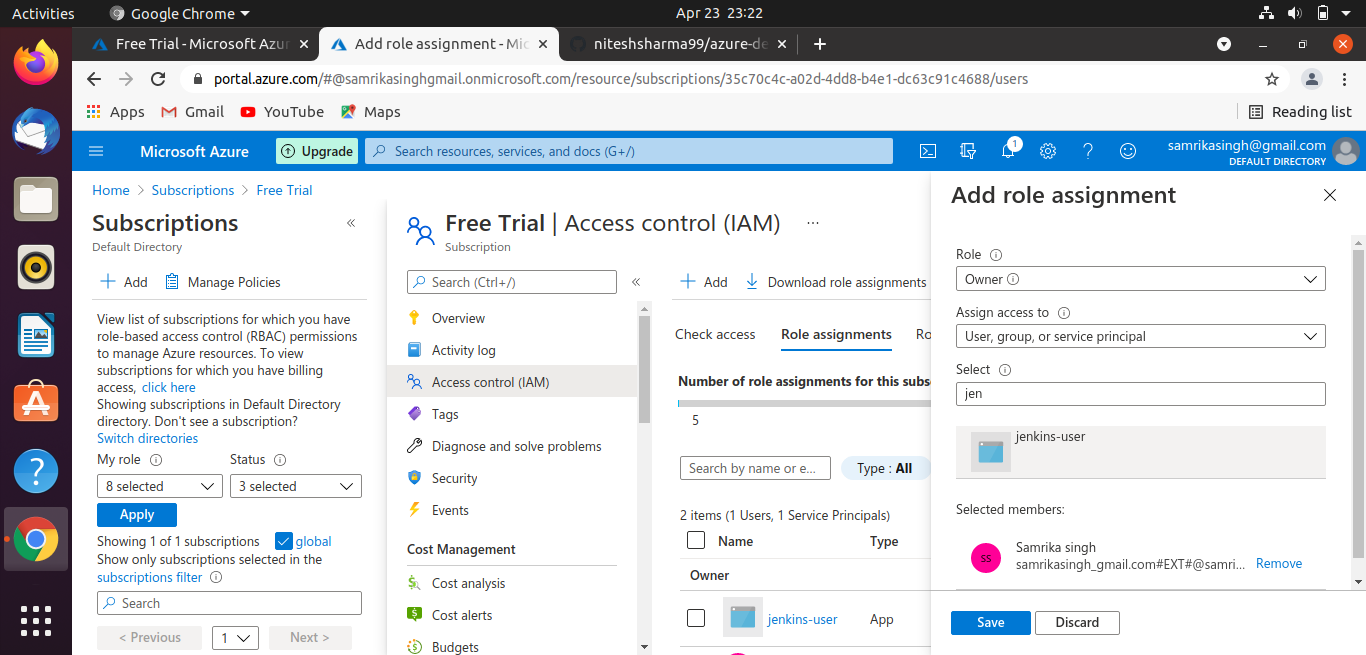 Activities
Google Chrome
Apr 23 23:22
Free Trial - Microsoft Azur
Add role assignment - Mic
niteshsharma99/azure-de
portal.azure.com/#@samrikasinghgmail.onmicrosoft.com/resource/subscriptions/35c70c4c-a02d-4dd8-b4e1-dc63c91c4688/users
Apps
Gmail
YouTube
Maps
Reading list
Microsoft Azure
Upgrade
Search resources, services, and docs (G+/)
1
samrikasingh@gmail.com
DEFAULT DIRECTORY
Home > Subscriptions > Free Trial
Subscriptions
«
Default Directory
+ Add
Manage Policies
View list of subscriptions for which you have
role-based access control (RBAC) permissions
to manage Azure resources. To view
subscriptions for which you have billing
access, click here
Showing subscriptions in Default Directory
directory. Don't see a subscription?
Switch directories
My role
Status
8 selected
3 selected
Apply
Showing 1 of 1 subscriptions
global
Show only subscriptions selected in the
subscriptions filter
Search
< Previous
1
Next >
Free Trial | Access control (IAM)
...
Subscription
Search (Ctrl+/)
«
Overview
Activity log
Access control (IAM)
Tags
Diagnose and solve problems
Security
Events
Cost Management
Cost analysis
Cost alerts
Budgets
+ Add
Download role assignments
Check access
Role assignments
Ro
Number of role assignments for this subs
5
Search by name or e...
Type : All
2 items (1 Users, 1 Service Principals)
Name
Type
Owner
jenkins-user
App
Add role assignment
Role
Owner
Assign access to
User, group, or service principal
Select
jen
jenkins-user
Selected members:
SS
Samrika singh
samrikasingh_gmail.com#EXT#@samri...
Remove
Save
Discard